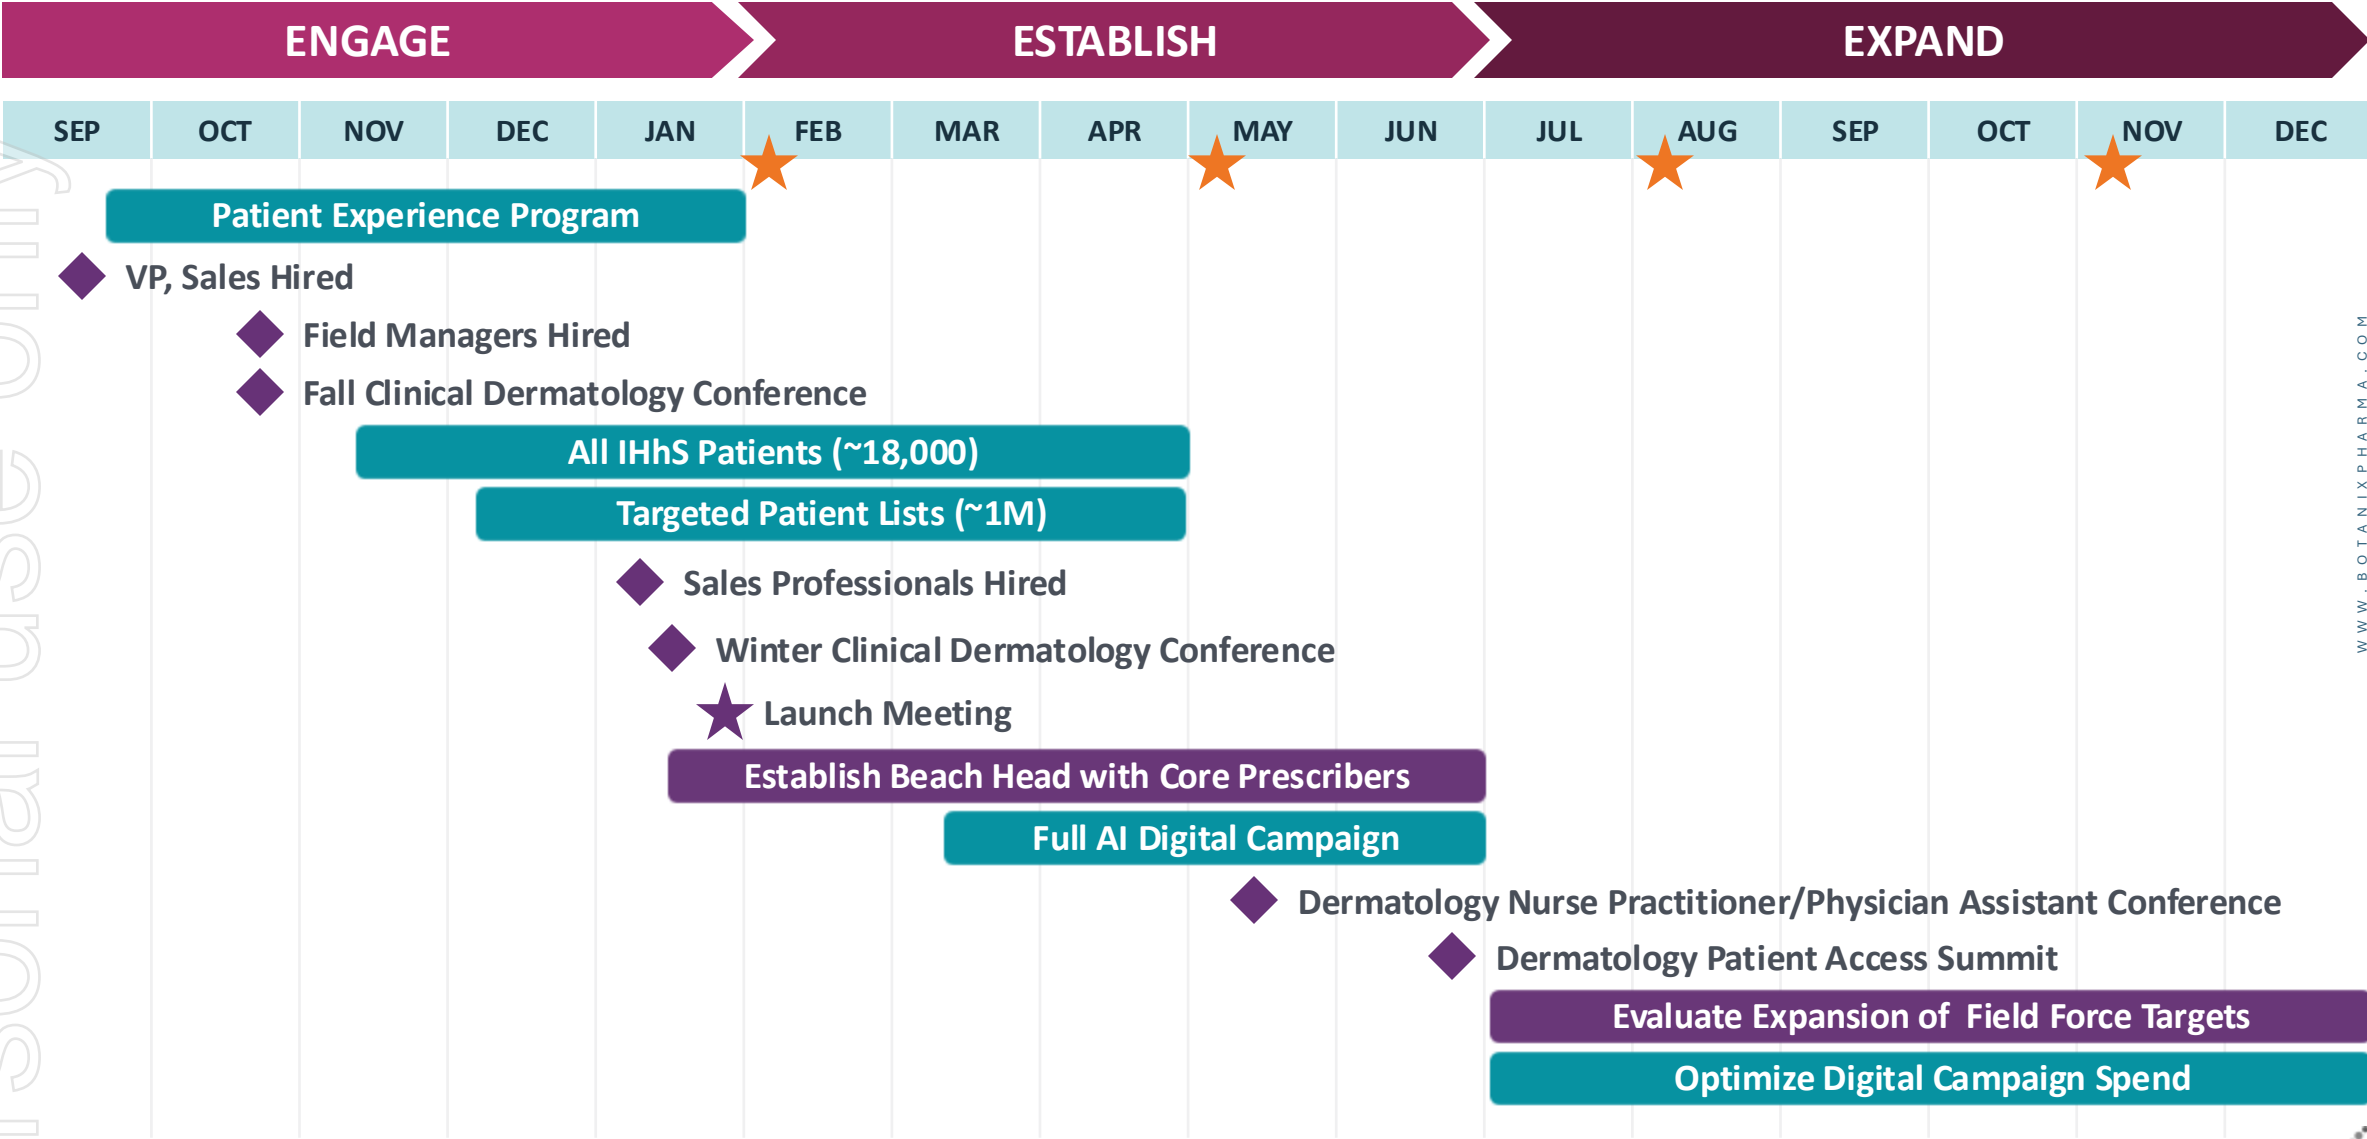 ENGAGE ESTABLISH EXPAND
SEP OCT NOV DEC JAN FEB MAR APR MAY JUN JUL AUG SEP OCT NOV DEC
Patient Experience Program
VP, Sales Hired
Field Managers Hired
Fall Clinical Dermatology Conference
All IHhS Patients (~18,000)
Targeted Patient Lists (~1M)
Sales Professionals Hired
Winter Clinical Dermatology Conference
Launch Meeting
Establish Beach Head with Core Prescribers
Full AI Digital Campaign
Dermatology Nurse Practitioner/Physician Assistant Conference
Dermatology Patient Access Summit
Evaluate Expansion of Field Force Targets
Optimize Digital Campaign Spend
WWW.BOTANIXPHARMA.COM
use only